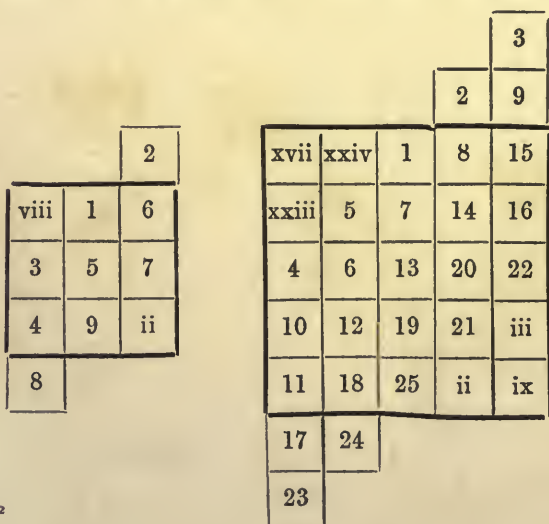 2
viii 1 6
3 5 7
4 9 ii
8
3
2 9
xvii xxiv 1 8 15
xxiii 5 7 14 16
4 6 13 20 22
10 12 19 21 iii
11 18 25 ii ix
17 24
23
2